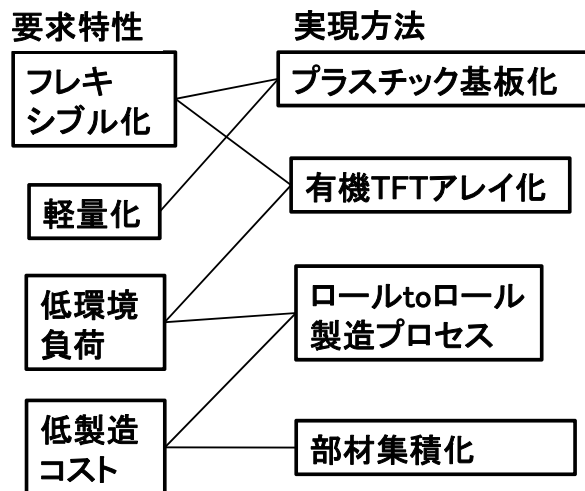 要求特性
実現方法
フレキ
シブル化
プラスチック基板化
軽量化
有機TFTアレイ化
低環境
負荷
ロールtoロール
製造プロセス
低製造
コスト
部材集積化